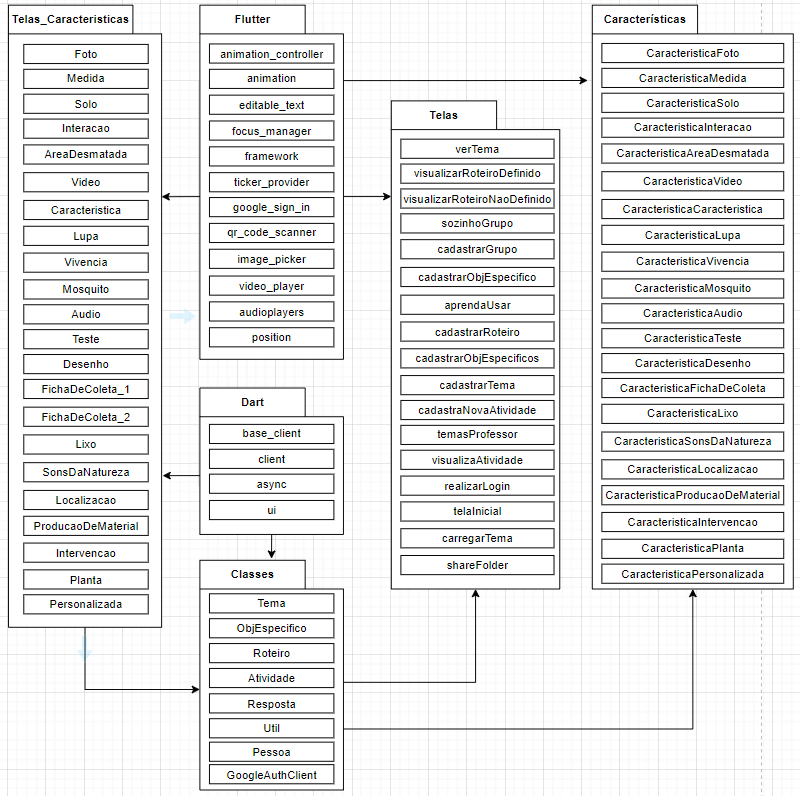 Telas_Caracteristicas
Foto
Medida
Solo
Interacao
AreaDesmatada
Video
Caracteristica
Lupa
Vivencia
Mosquito
Audio
Teste
Desenho
FichaDeColeta_1
FichaDeColeta_2
Lixo
SonsDaNatureza
Localizacao
ProducaoDeMaterial
Intervencao
Planta
Personalizada
Flutter
animation_controller
animation
editable_text
focus_manager
framework
ticker_provider
google_sign_in
qr_code_scanner
image_picker
video_player
audioplayers
position
Dart
base_client
client
async
ui
Classes
Tema
ObjEspecifico
Roteiro
Atividade
Resposta
Util
Pessoa
GoogleAuthClient
Telas
verTema
visualizarRoteiroDefinido
visualizarRoteiroNaoDefinido
sozinhoGrupo
cadastrarGrupo
cadastrarObjEspecifico
aprendaUsar
cadastrarRoteiro
cadastrarObjEspecificos
cadastrarTema
cadastraNovaAtividade
temasProfessor
visualizaAtividade
realizarLogin
telaInicial
carregarTema
shareFolder
Características
CaracteristicaFoto
CaracteristicaMedida
CaracteristicaSolo
CaracteristicaInteracao
CaracteristicaAreaDesmatada
CaracteristicaVideo
CaracteristicaCaracteristica
CaracteristicaLupa
CaracteristicaVivencia
CaracteristicaMosquito
CaracteristicaAudio
CaracteristicaTeste
CaracteristicaDesenho
CaracteristicaFichaDeColeta
CaracteristicaLixo
CaracteristicaSonsDaNatureza
CaracteristicaLocalizacao
CaracteristicaProducaoDeMaterial
CaracteristicaIntervencao
CaracteristicaPlanta
CaracteristicaPersonalizada